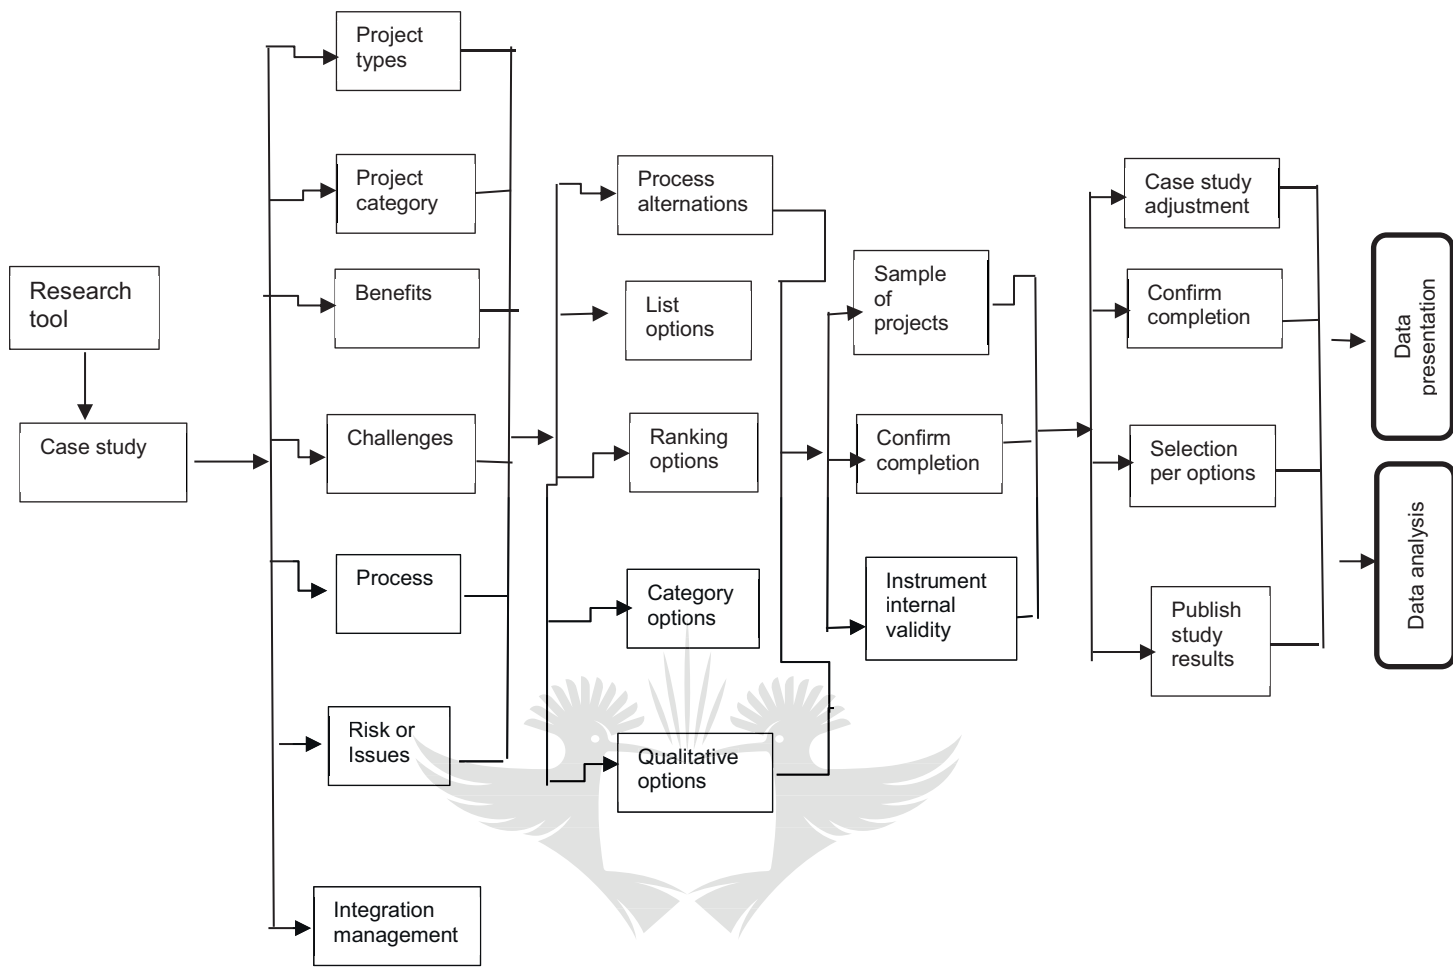 Research
tool
Case study
Project
types
Project
category
Benefits
Challenges
Process
Risk or
Issues
Integration
management
Process
alternations
List
options
Ranking
options
Category
options
Qualitative
options
Sample
of
projects
Confirm
completion
Instrument
internal
validity
Case study
adjustment
Confirm
completion
Selection
per options
Publish
study
results
Data
presentation
Data analysis